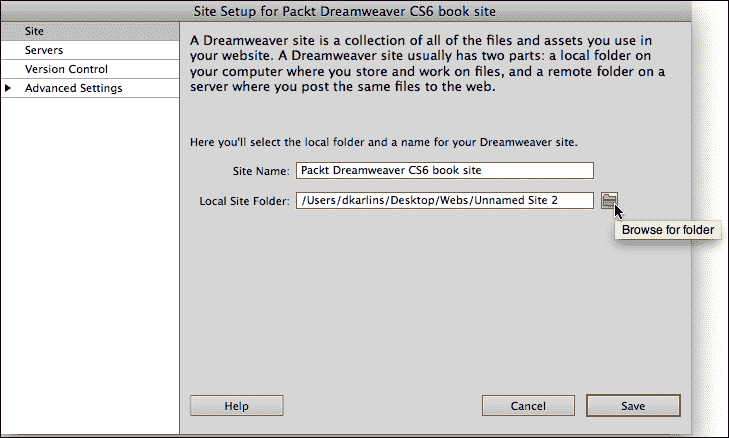 Site Setup for Packt Dreamweaver CS6 book site
Site
Servers
Version Control
Advanced Settings
A Dreamweaver site is a collection of all of the files and assets you use in
your website. A Dreamweaver site usually has two parts: a local folder on
your computer where you store and work on files, and a remote folder on a
server where you post the same files to the web.
Here you'll select the local folder and a name for your Dreamweaver site.
Site Name: Packt Dreamweaver CS6 book site
Local Site Folder: /Users/dkarlins/Desktop/Webs/Unnamed Site 2
Browse for folder
Help Cancel Save